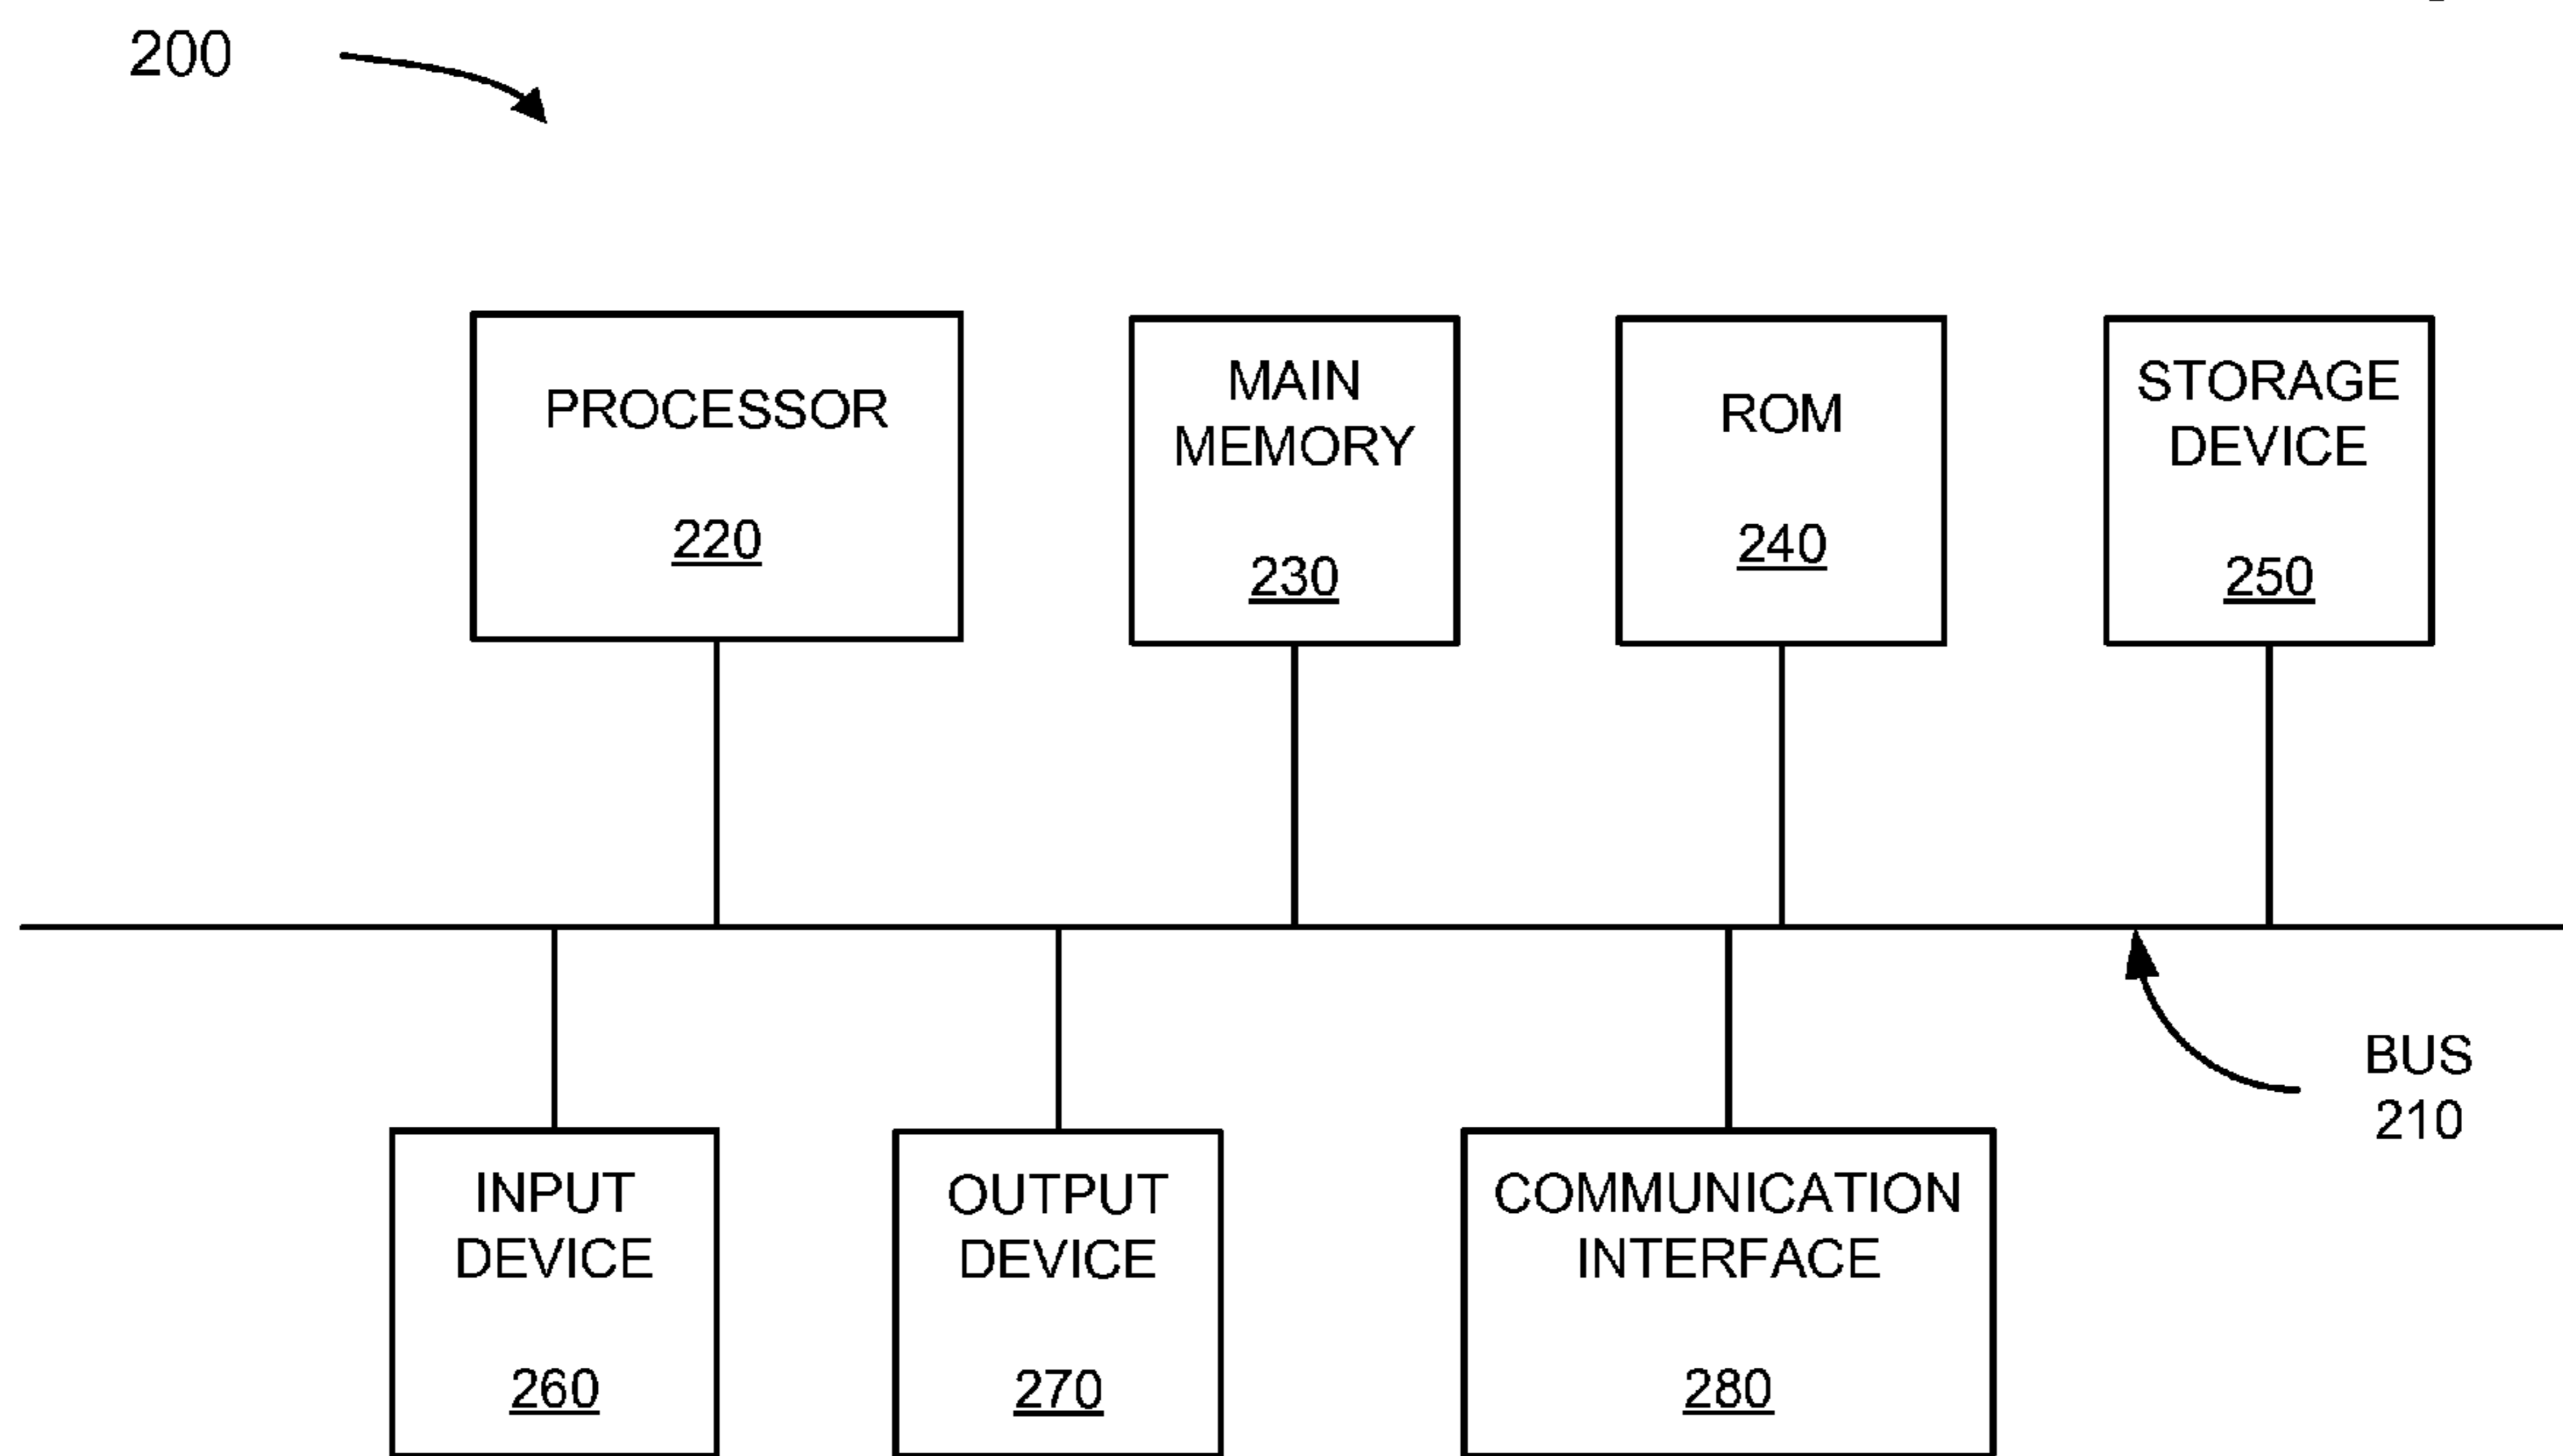 200
PROCESSOR
220
MAIN
MEMORY
230
ROM
240
STORAGE
DEVICE
250
BUS
210
INPUT
DEVICE
260
OUTPUT
DEVICE
270
COMMUNICATION
INTERFACE
280